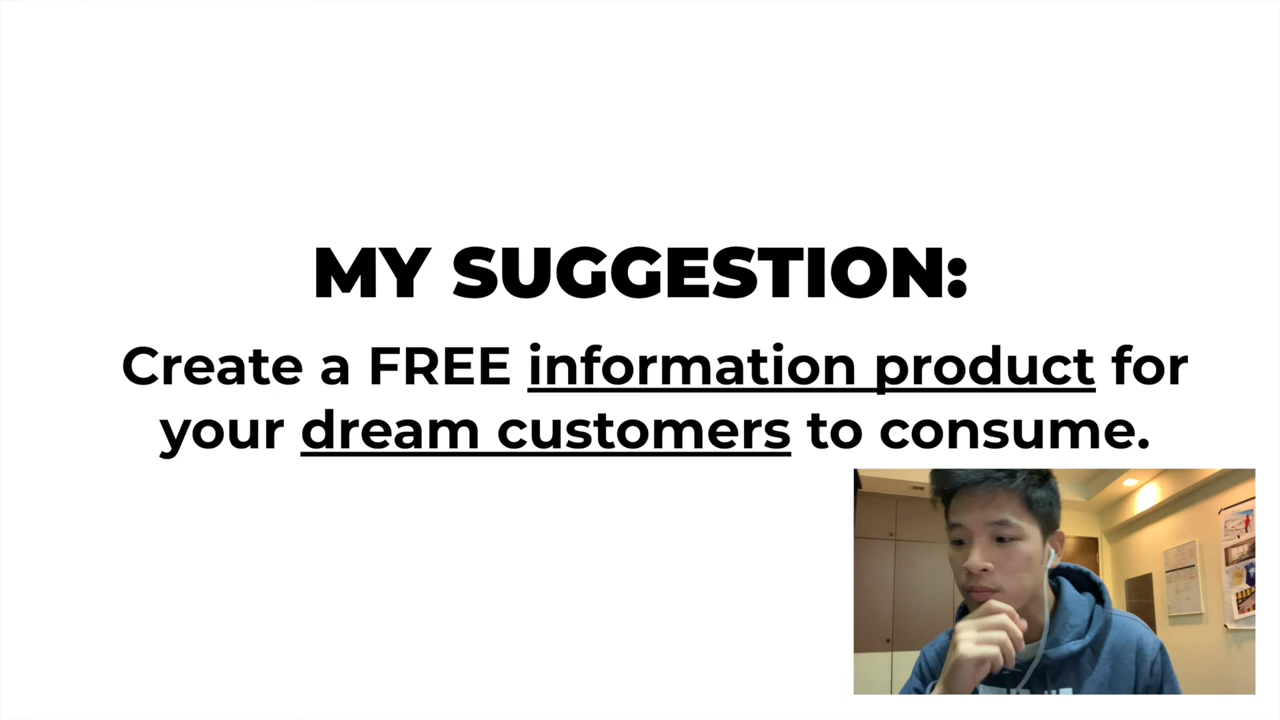 MY SUGGESTION:
Create a FREE information product for
your dream customers to consume.